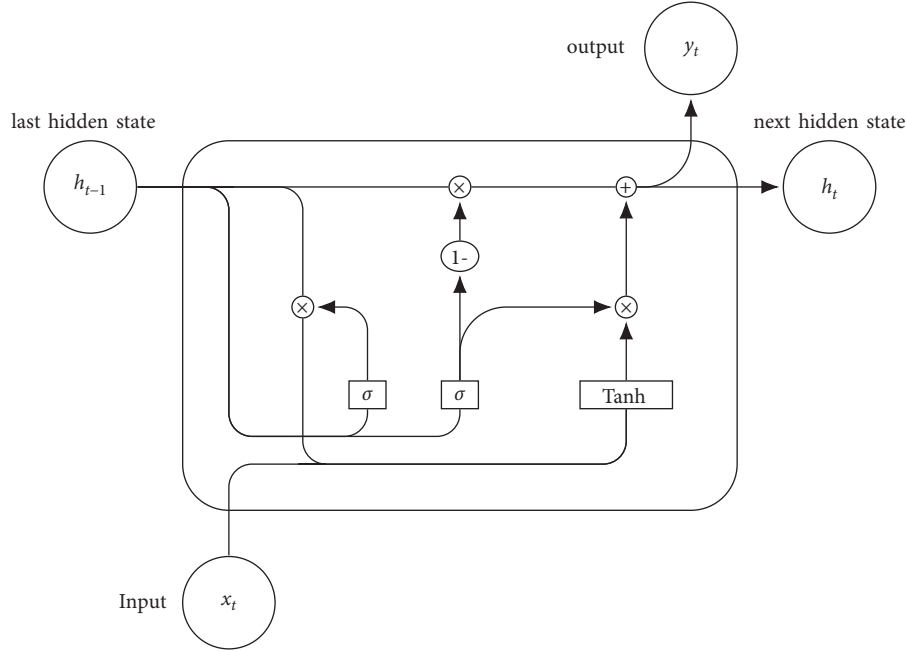 output
y_t
last hidden state
next hidden state
h_{t−1}
×
+
h_t
1-
×
×
σ
σ
Tanh
Input
x_t